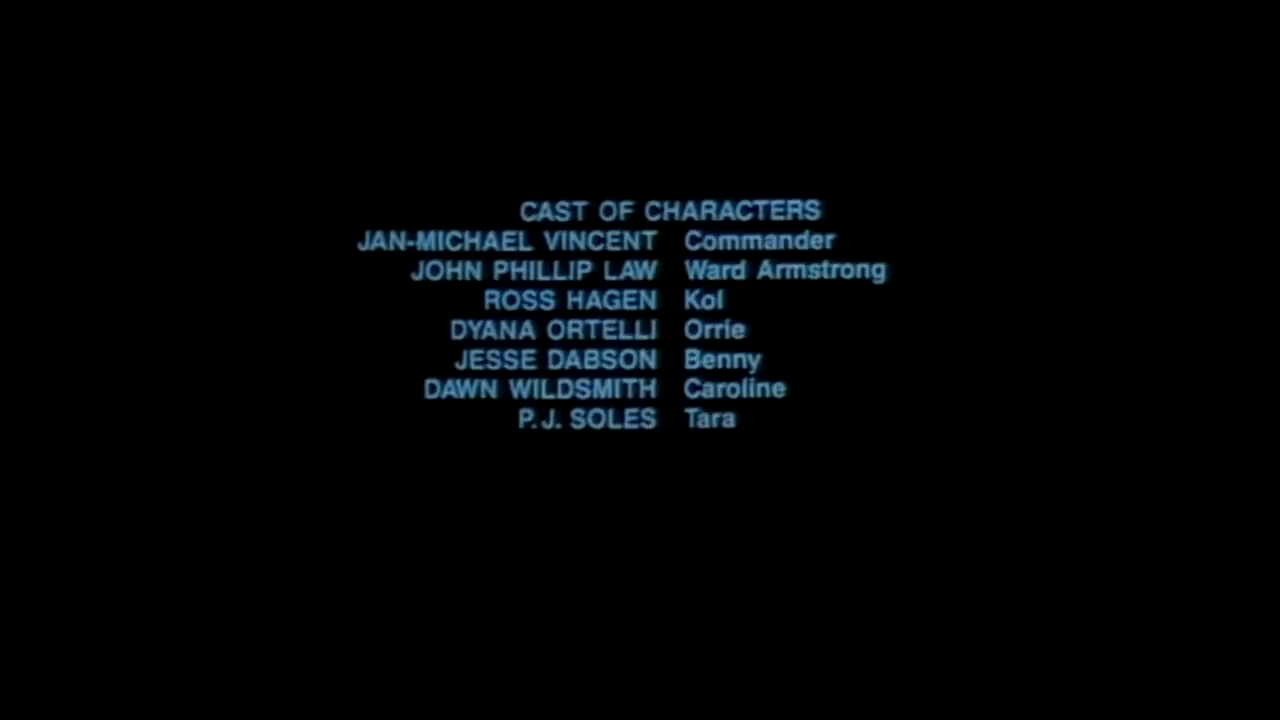 CAST OF CHARACTERS
JAN-MICHAEL VINCENT Commander
JOHN PHILLIP LAW Ward Armstrong
ROSS HAGEN Kol
DYANA ORTELLI Orrie
JESSE DABSON Benny
DAWN WILDSMITH Caroline
P.J. SOLES Tara